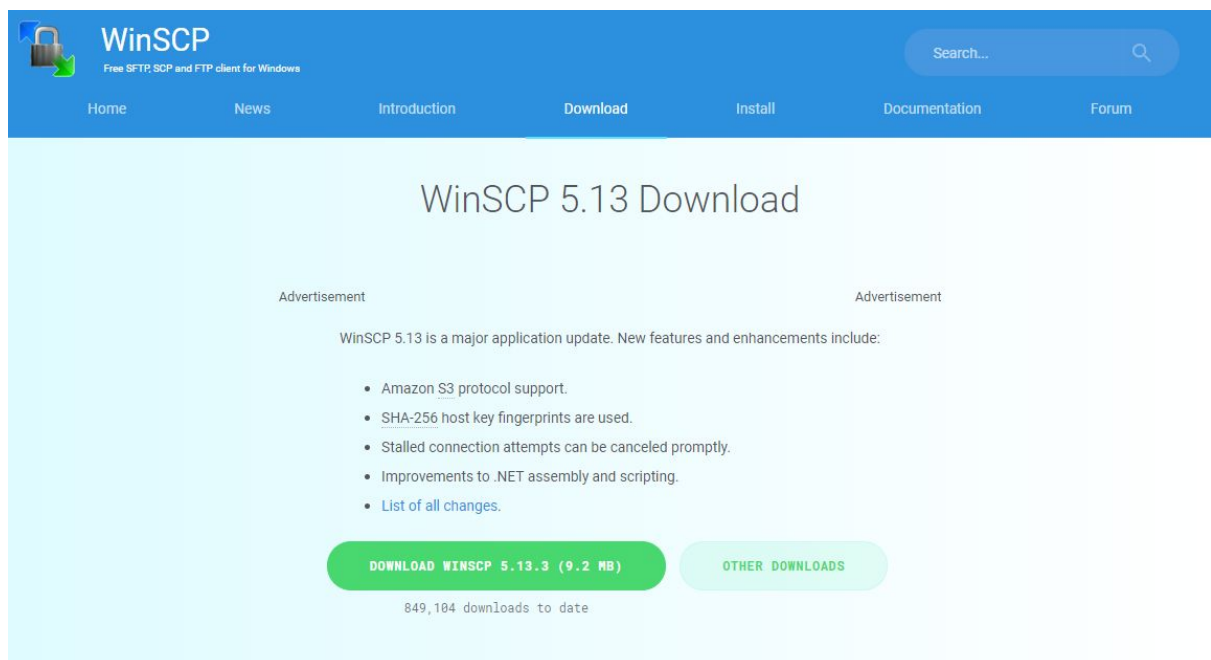 WinSCP
Free SFTP, SCP and FTP client for Windows
Search...
Home News Introduction Download Install Documentation Forum
WinSCP 5.13 Download
Advertisement Advertisement
WinSCP 5.13 is a major application update. New features and enhancements include:
• Amazon S3 protocol support.
• SHA-256 host key fingerprints are used.
• Stalled connection attempts can be canceled promptly.
• Improvements to .NET assembly and scripting.
• List of all changes.
DOWNLOAD WINSCP 5.13.3 (9.2 MB) OTHER DOWNLOADS
849,104 downloads to date